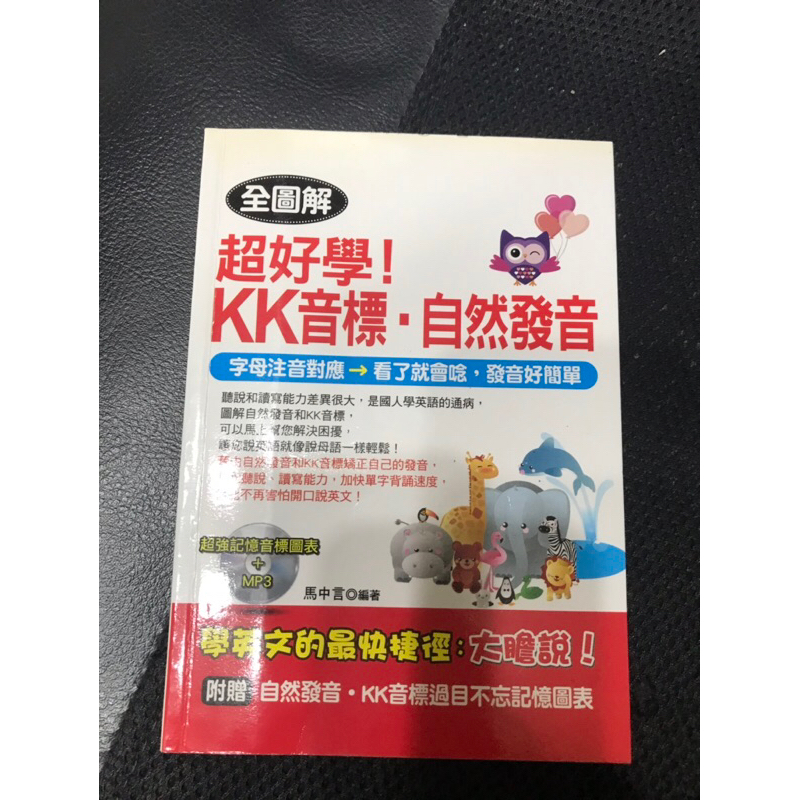 全圖解
超好學！
KK音標・自然發音
字母注音對應→看了就會唸，發音好簡單
聽說和讀寫能力差異很大，是國人學英語的通病，
圖解自然發音和KK音標，
可以馬上幫您解決困擾，
讓您說英語就像說母語一樣輕鬆！
藉由自然發音和KK音標矯正自己的發音，
聽說、讀寫能力，加快單字背誦速度，
不再害怕開口說英文！
超強記憶音標圖表
+
MP3
馬中言◎編著
學英文的最快捷徑：大膽說！
附贈 自然發音・KK音標過目不忘記憶圖表